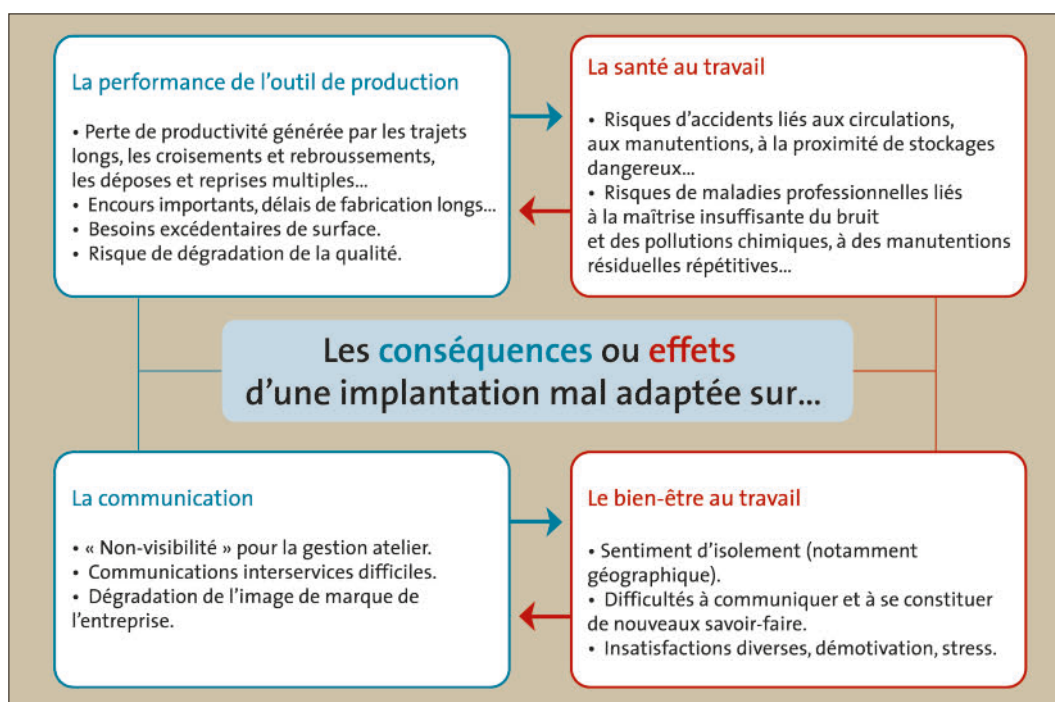 La performance de l’outil de production
• Perte de productivité générée par les trajets
longs, les croisements et rebroussements,
les déposes et reprises multiples...
• Encours importants, délais de fabrication longs...
• Besoins excédentaires de surface.
• Risque de dégradation de la qualité.
La santé au travail
• Risques d’accidents liés aux circulations,
aux manutentions, à la proximité de stockages
dangereux...
• Risques de maladies professionnelles liés
à la maîtrise insuffisante du bruit
et des pollutions chimiques, à des manutentions
résiduelles répétitives...
Les conséquences ou effets
d’une implantation mal adaptée sur...
La communication
• « Non-visibilité » pour la gestion atelier.
• Communications interservices difficiles.
• Dégradation de l’image de marque de
l’entreprise.
Le bien-être au travail
• Sentiment d’isolement (notamment
géographique).
• Difficultés à communiquer et à se constituer
de nouveaux savoir-faire.
• Insatisfactions diverses, démotivation, stress.